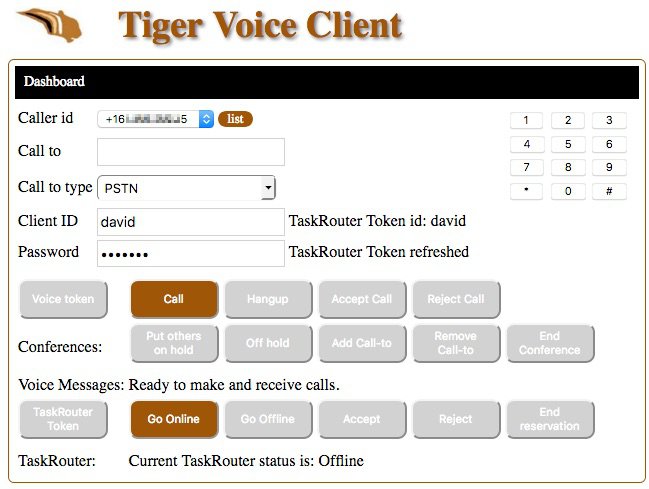 Tiger Voice Client
Dashboard
Caller id +16 5 list
1 2 3
Call to
4 5 6
7 8 9
Call to type PSTN
* 0 #
Client ID david TaskRouter Token id: david
Password ••••••• TaskRouter Token refreshed
Voice token Call Hangup Accept Call Reject Call
Conferences: Put others on hold Off hold Add Call-to Remove Call-to End Conference
Voice Messages: Ready to make and receive calls.
TaskRouter Token Go Online Go Offline Accept Reject End reservation
TaskRouter: Current TaskRouter status is: Offline